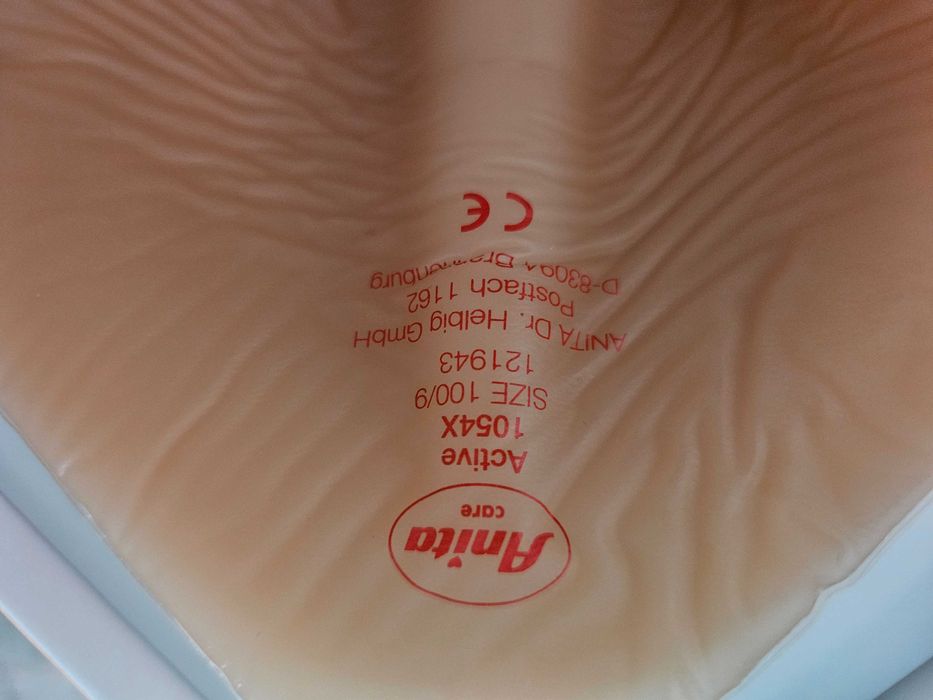 Anita
care
Active
1054X
SIZE 100/9
121943
ANITA Dr. Helbig GmbH
Postfach 1162
D-83094 Brannenburg
CE